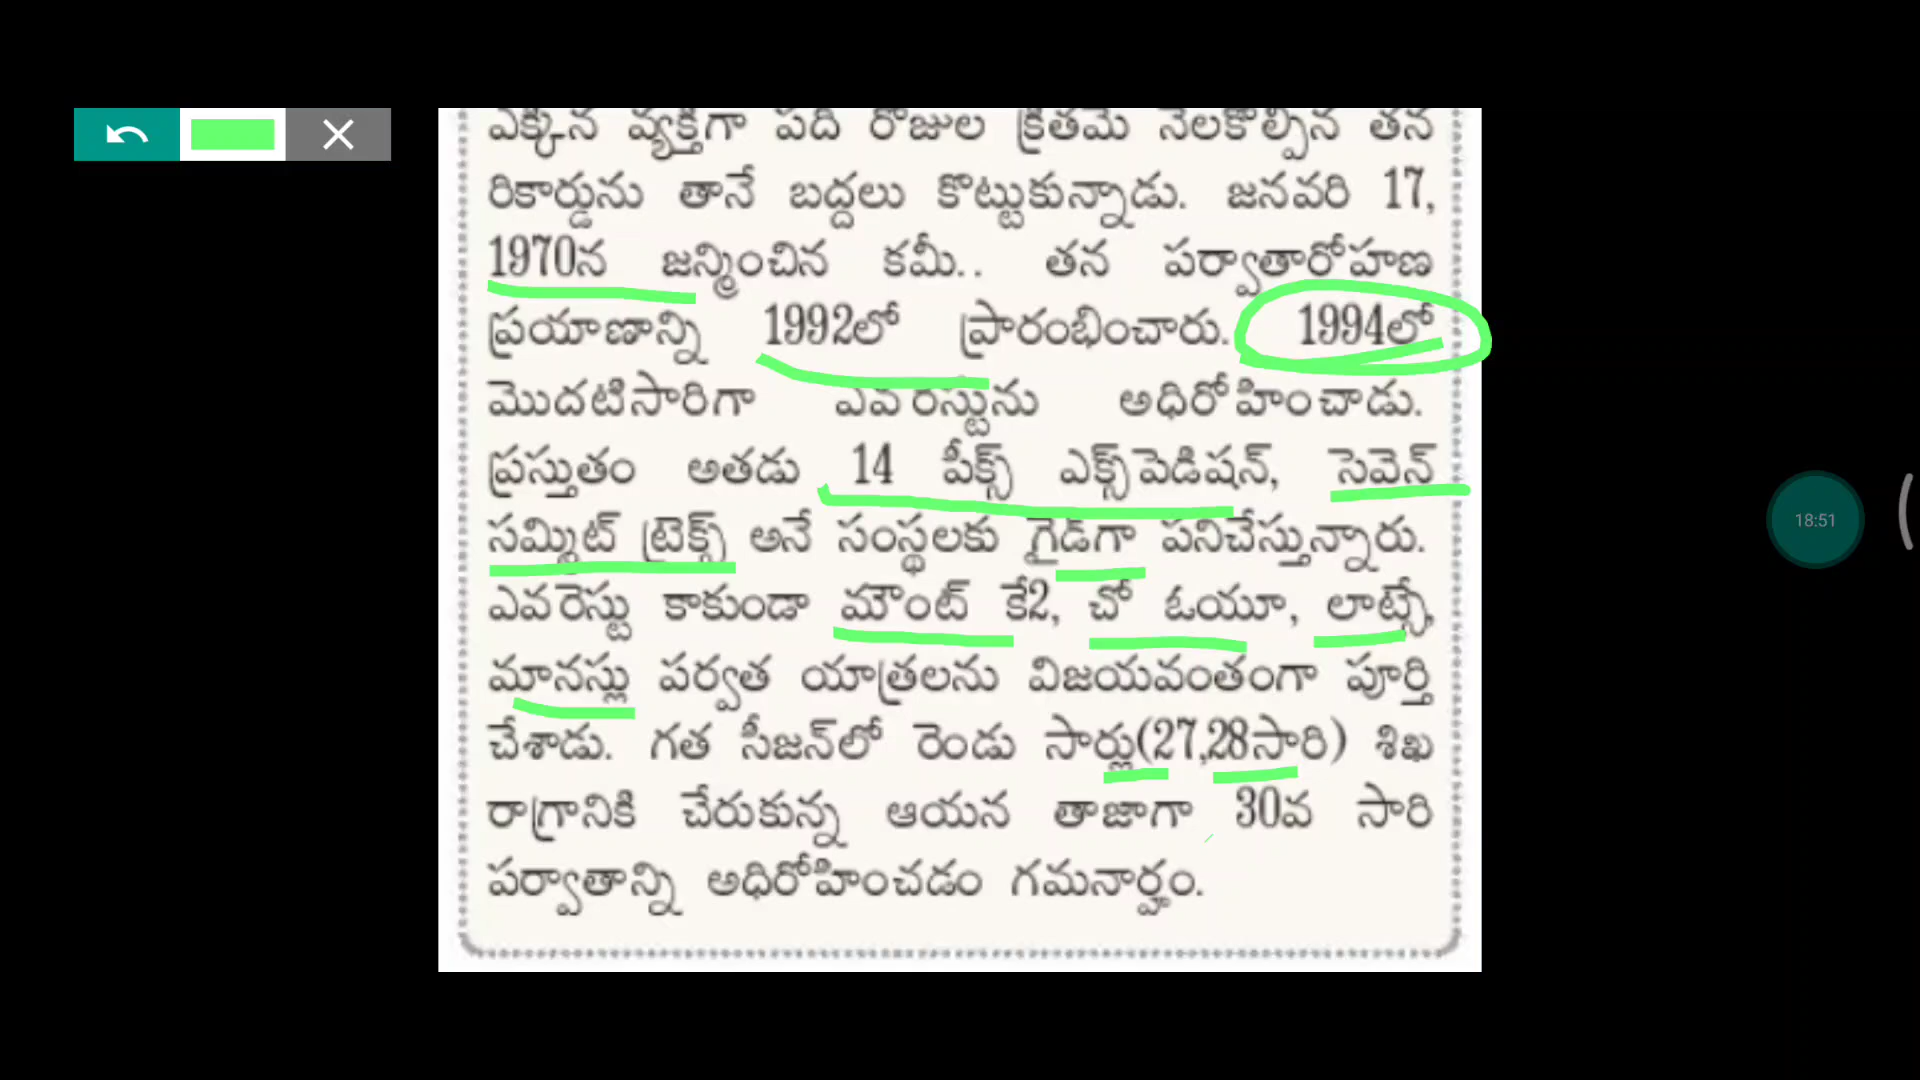 ఎక్కిన వ్యక్తిగా పది రోజుల క్రితమే నెలకొల్పిన తన
రికార్డును తానే బద్దలు కొట్టుకున్నాడు. జనవరి 17,
1970న జన్మించిన కమీ.. తన పర్వాతారోహణ
ప్రయాణాన్ని 1992లో ప్రారంభించారు. 1994లో
మొదటిసారిగా ఎవరెస్టును అధిరోహించాడు.
ప్రస్తుతం అతడు 14 పీక్స్ ఎక్స్‌పెడిషన్, సెవెన్
సమ్మిట్ ట్రెక్స్ అనే సంస్థలకు గైడ్‌గా పనిచేస్తున్నారు.
ఎవరెస్టు కాకుండా మౌంట్ కే2, చో ఓయూ, లాట్సే,
మానస్లు పర్వత యాత్రలను విజయవంతంగా పూర్తి
చేశాడు. గత సీజన్‌లో రెండు సార్లు(27,28సారి) శిఖ
రాగ్రానికి చేరుకున్న ఆయన తాజాగా 30వ సారి
పర్వాతాన్ని అధిరోహించడం గమనార్హం.
18:51